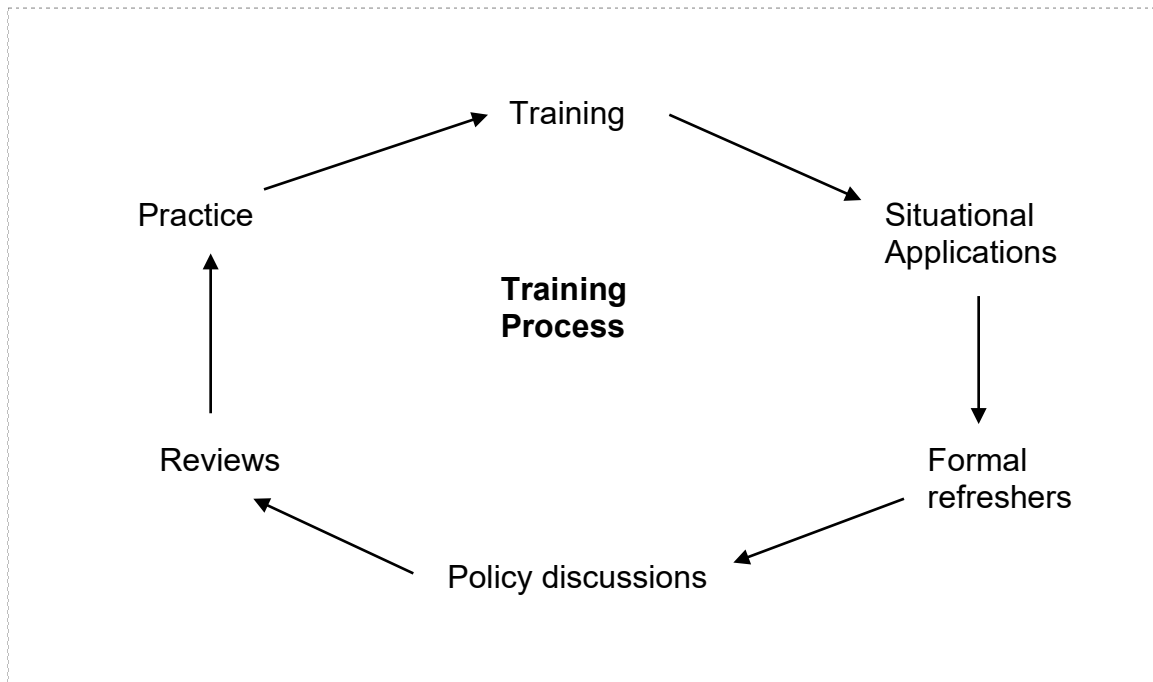 Training
Practice
Situational
Applications
Training
Process
Reviews
Formal
refreshers
Policy discussions